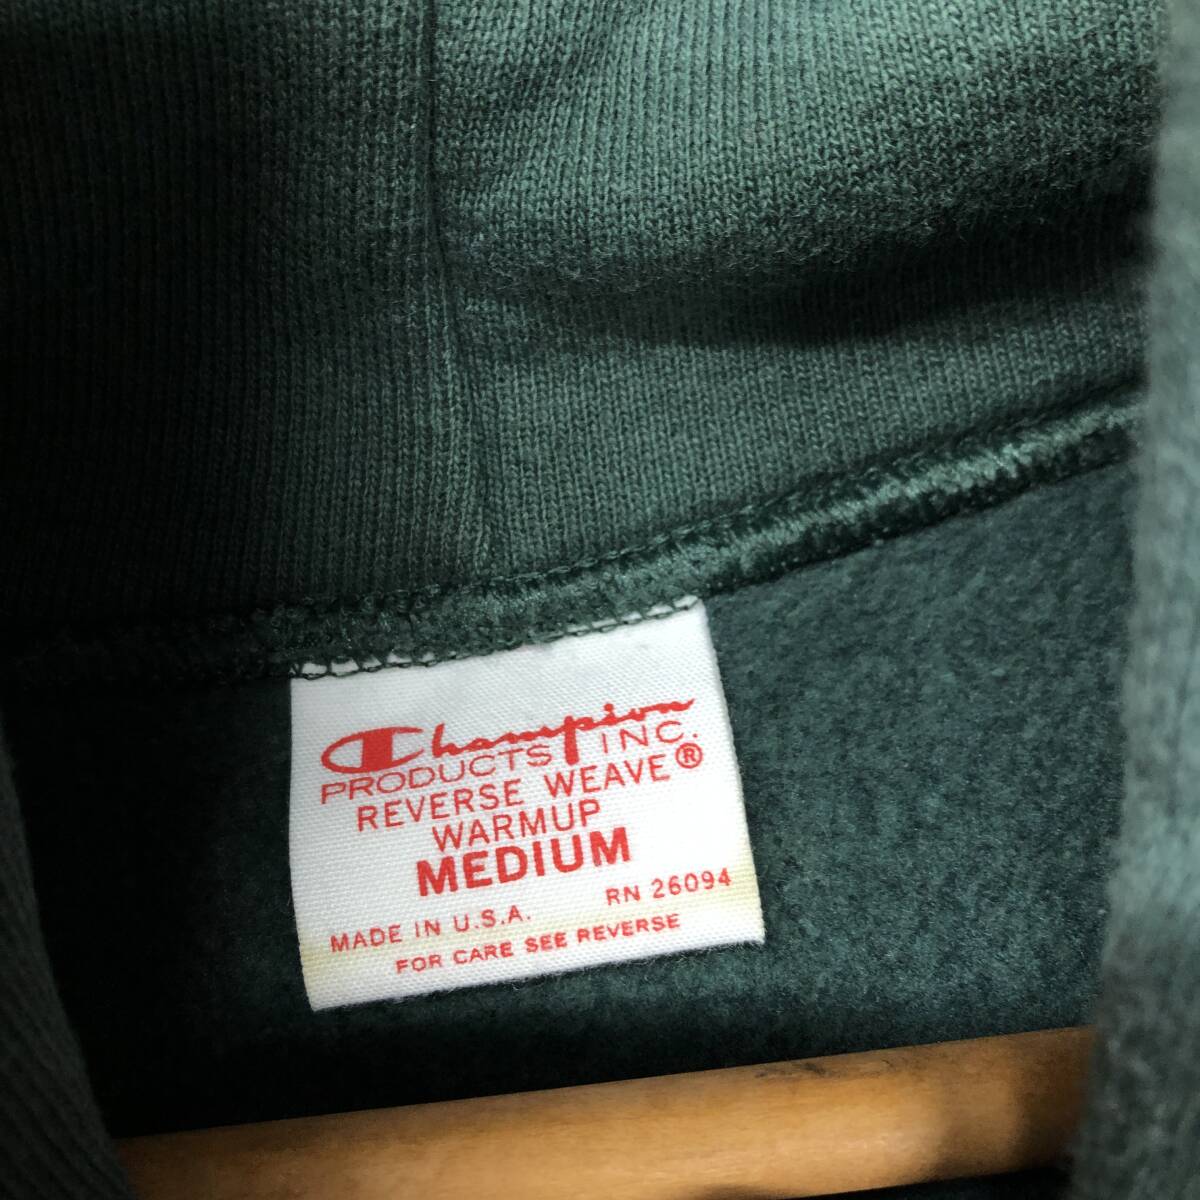 Champion
PRODUCTS INC.
REVERSE WEAVE®
WARMUP
MEDIUM
RN 26094
MADE IN U.S.A.
FOR CARE SEE REVERSE